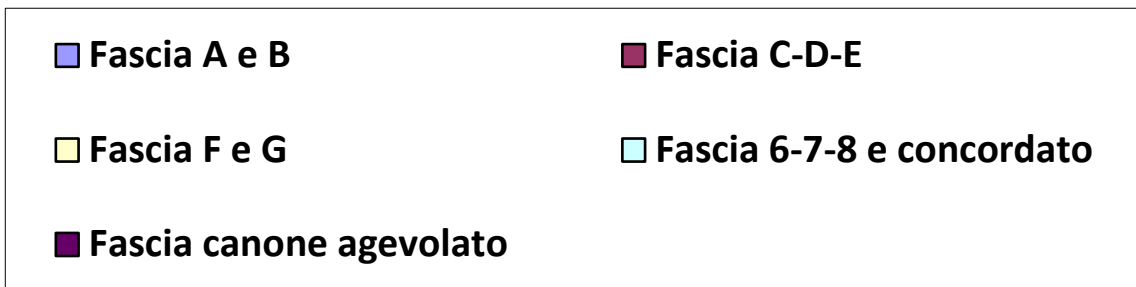 Fascia A e B
Fascia C-D-E
Fascia F e G
Fascia 6-7-8 e concordato
Fascia canone agevolato